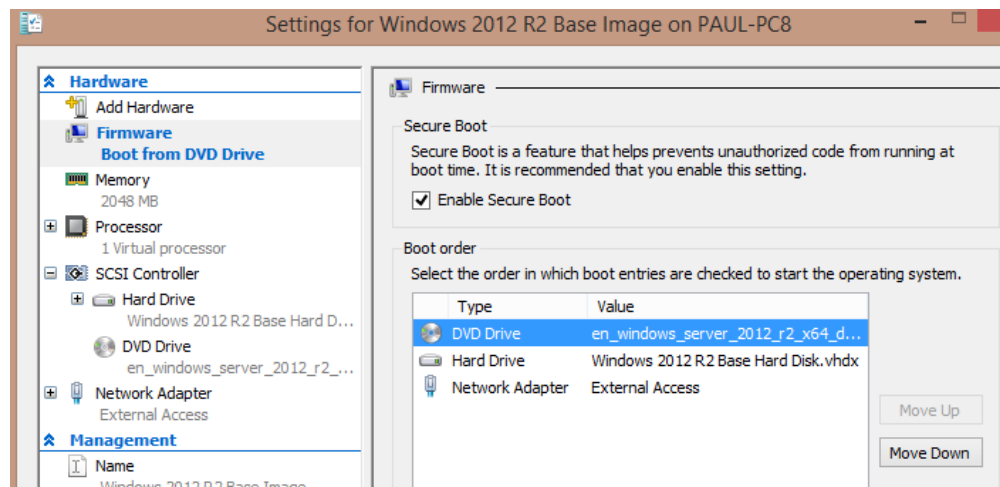 Settings for Windows 2012 R2 Base Image on PAUL-PC8
Hardware
Add Hardware
Firmware
Boot from DVD Drive
Memory
2048 MB
Processor
1 Virtual processor
SCSI Controller
Hard Drive
Windows 2012 R2 Base Hard D...
DVD Drive
en_windows_server_2012_r2_...
Network Adapter
External Access
Management
Name
Windows 2012 R2 Base Image
Firmware
Secure Boot
Secure Boot is a feature that helps prevents unauthorized code from running at
boot time. It is recommended that you enable this setting.
Enable Secure Boot
Boot order
Select the order in which boot entries are checked to start the operating system.
Type Value
DVD Drive en_windows_server_2012_r2_x64_d...
Hard Drive Windows 2012 R2 Base Hard Disk.vhdx
Network Adapter External Access
Move Up
Move Down